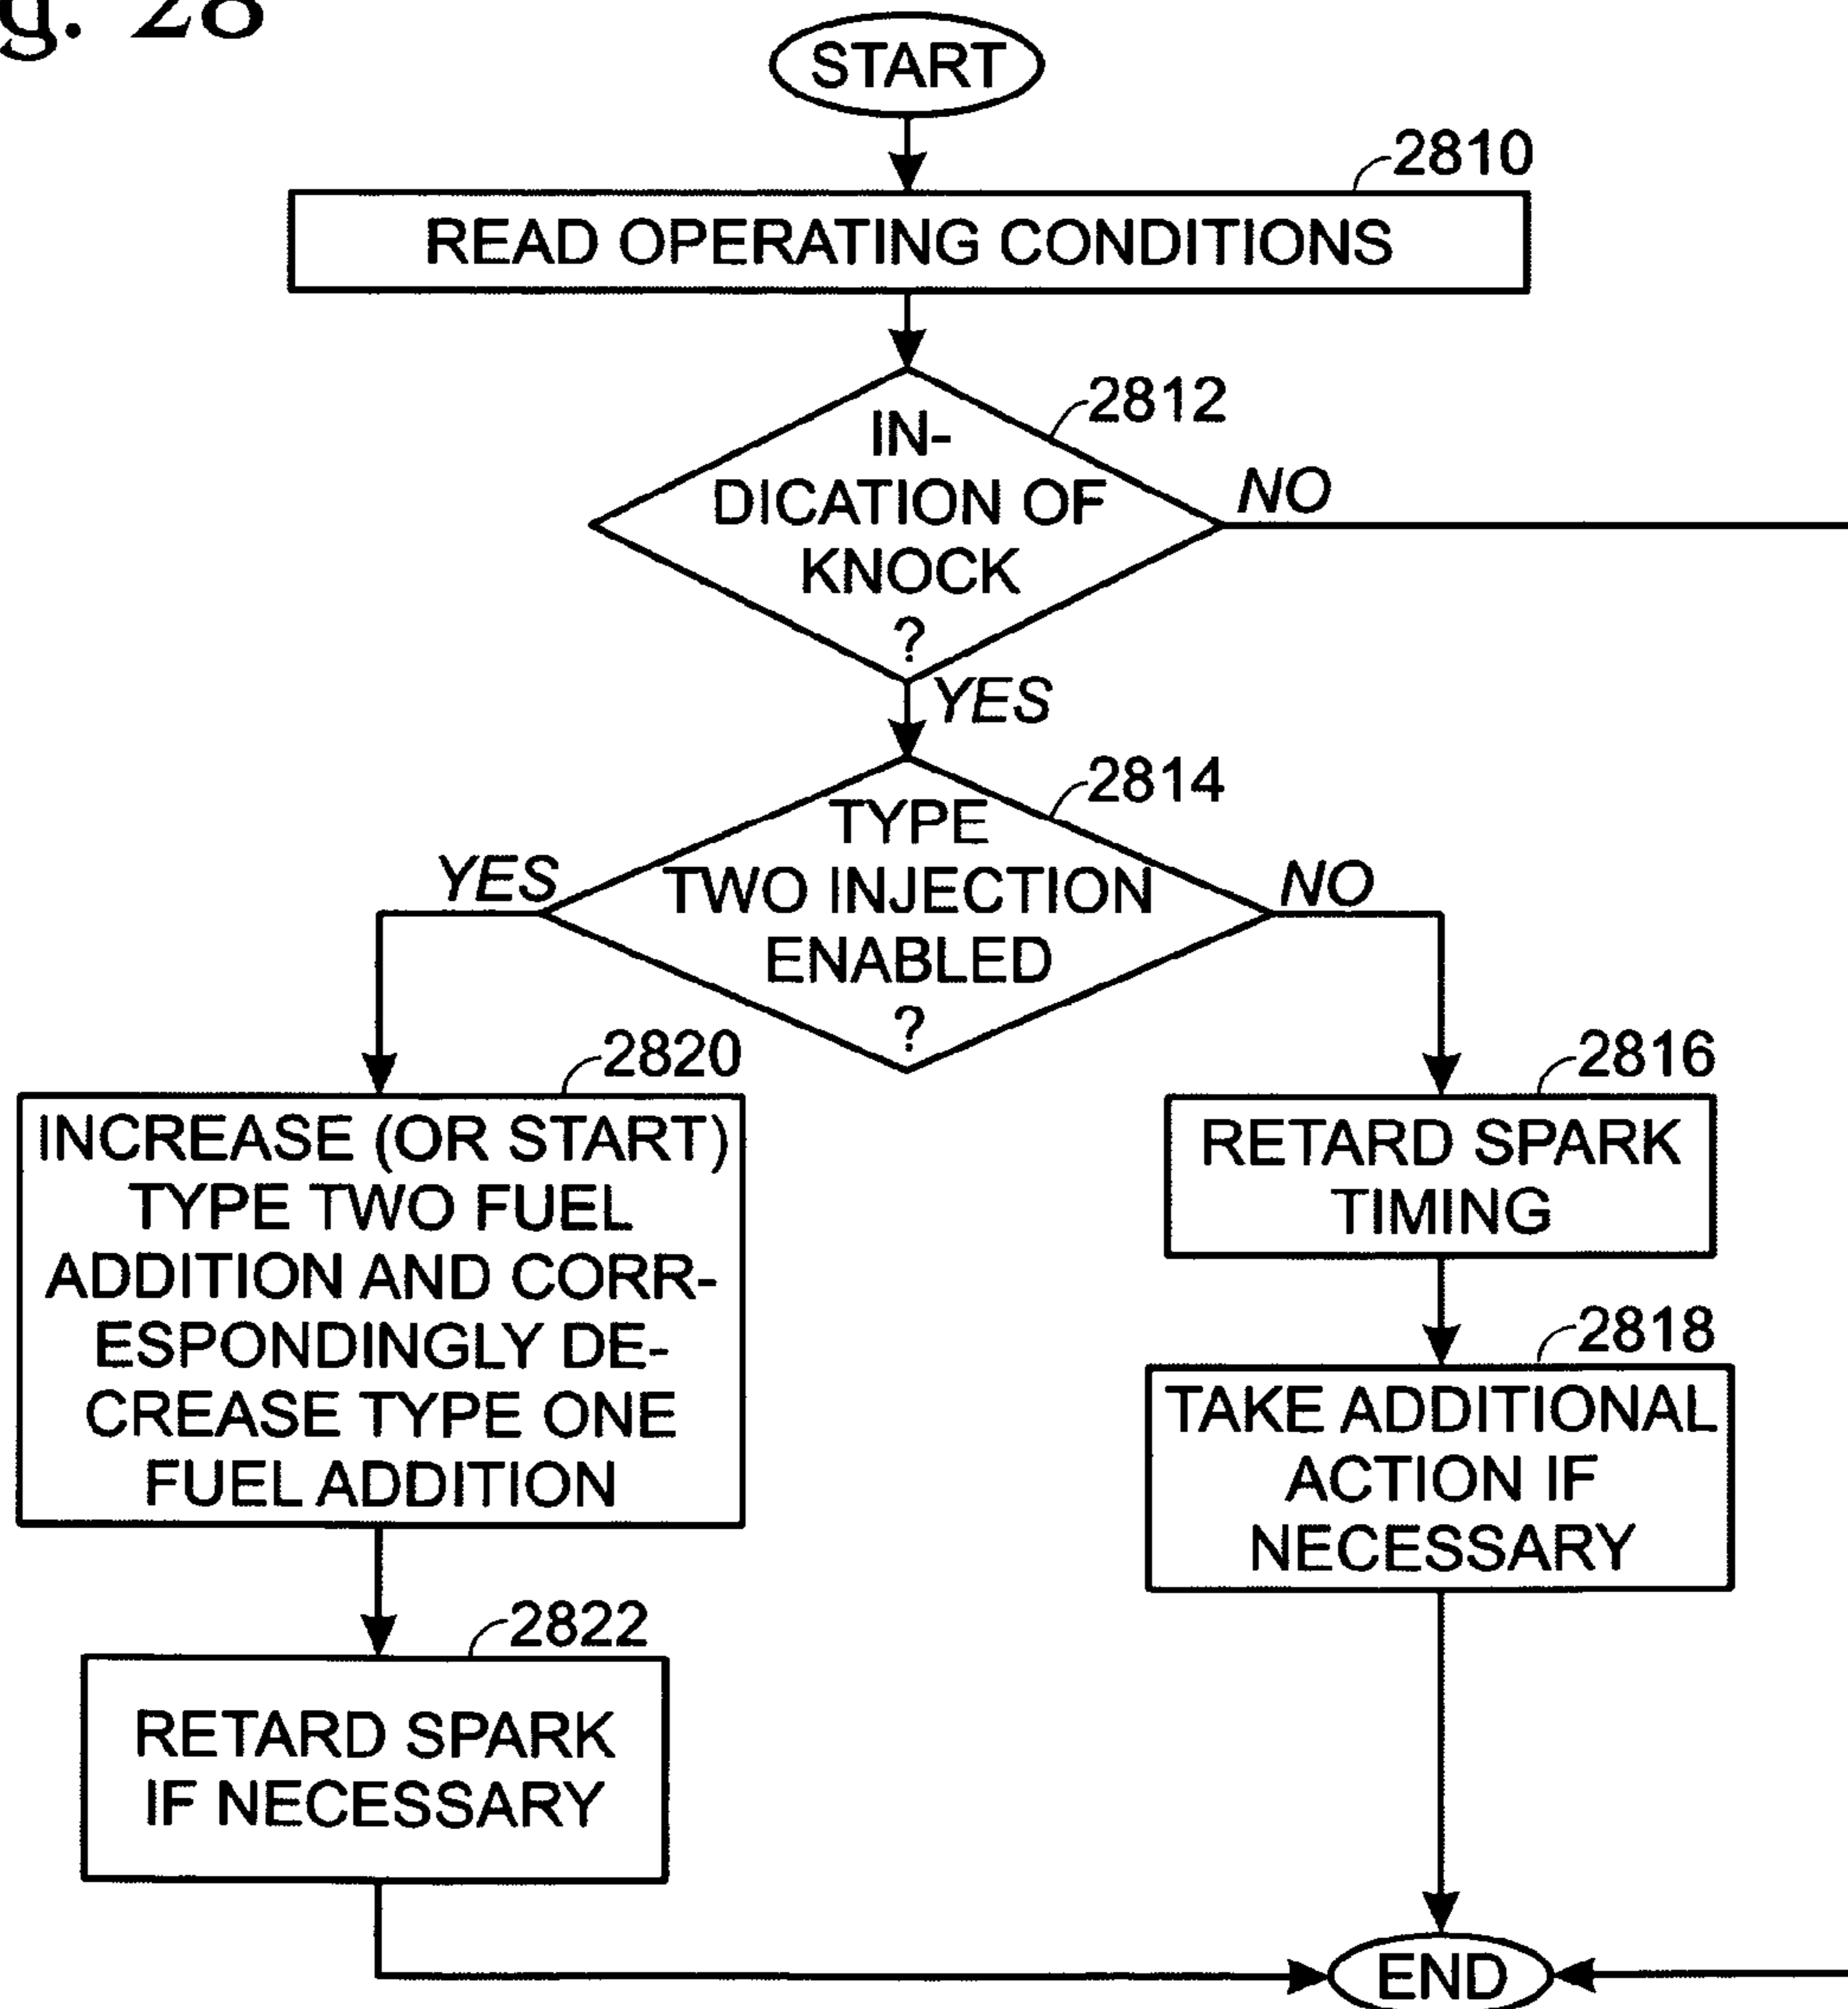 g. 28
START
2810
READ OPERATING CONDITIONS
2812
IN-
DICATION OF
KNOCK
?
NO
YES
2814
TYPE
TWO INJECTION
ENABLED
?
YES
NO
2820
INCREASE (OR START)
TYPE TWO FUEL
ADDITION AND CORR-
ESPONDINGLY DE-
CREASE TYPE ONE
FUEL ADDITION
2816
RETARD SPARK
TIMING
2818
TAKE ADDITIONAL
ACTION IF
NECESSARY
2822
RETARD SPARK
IF NECESSARY
END